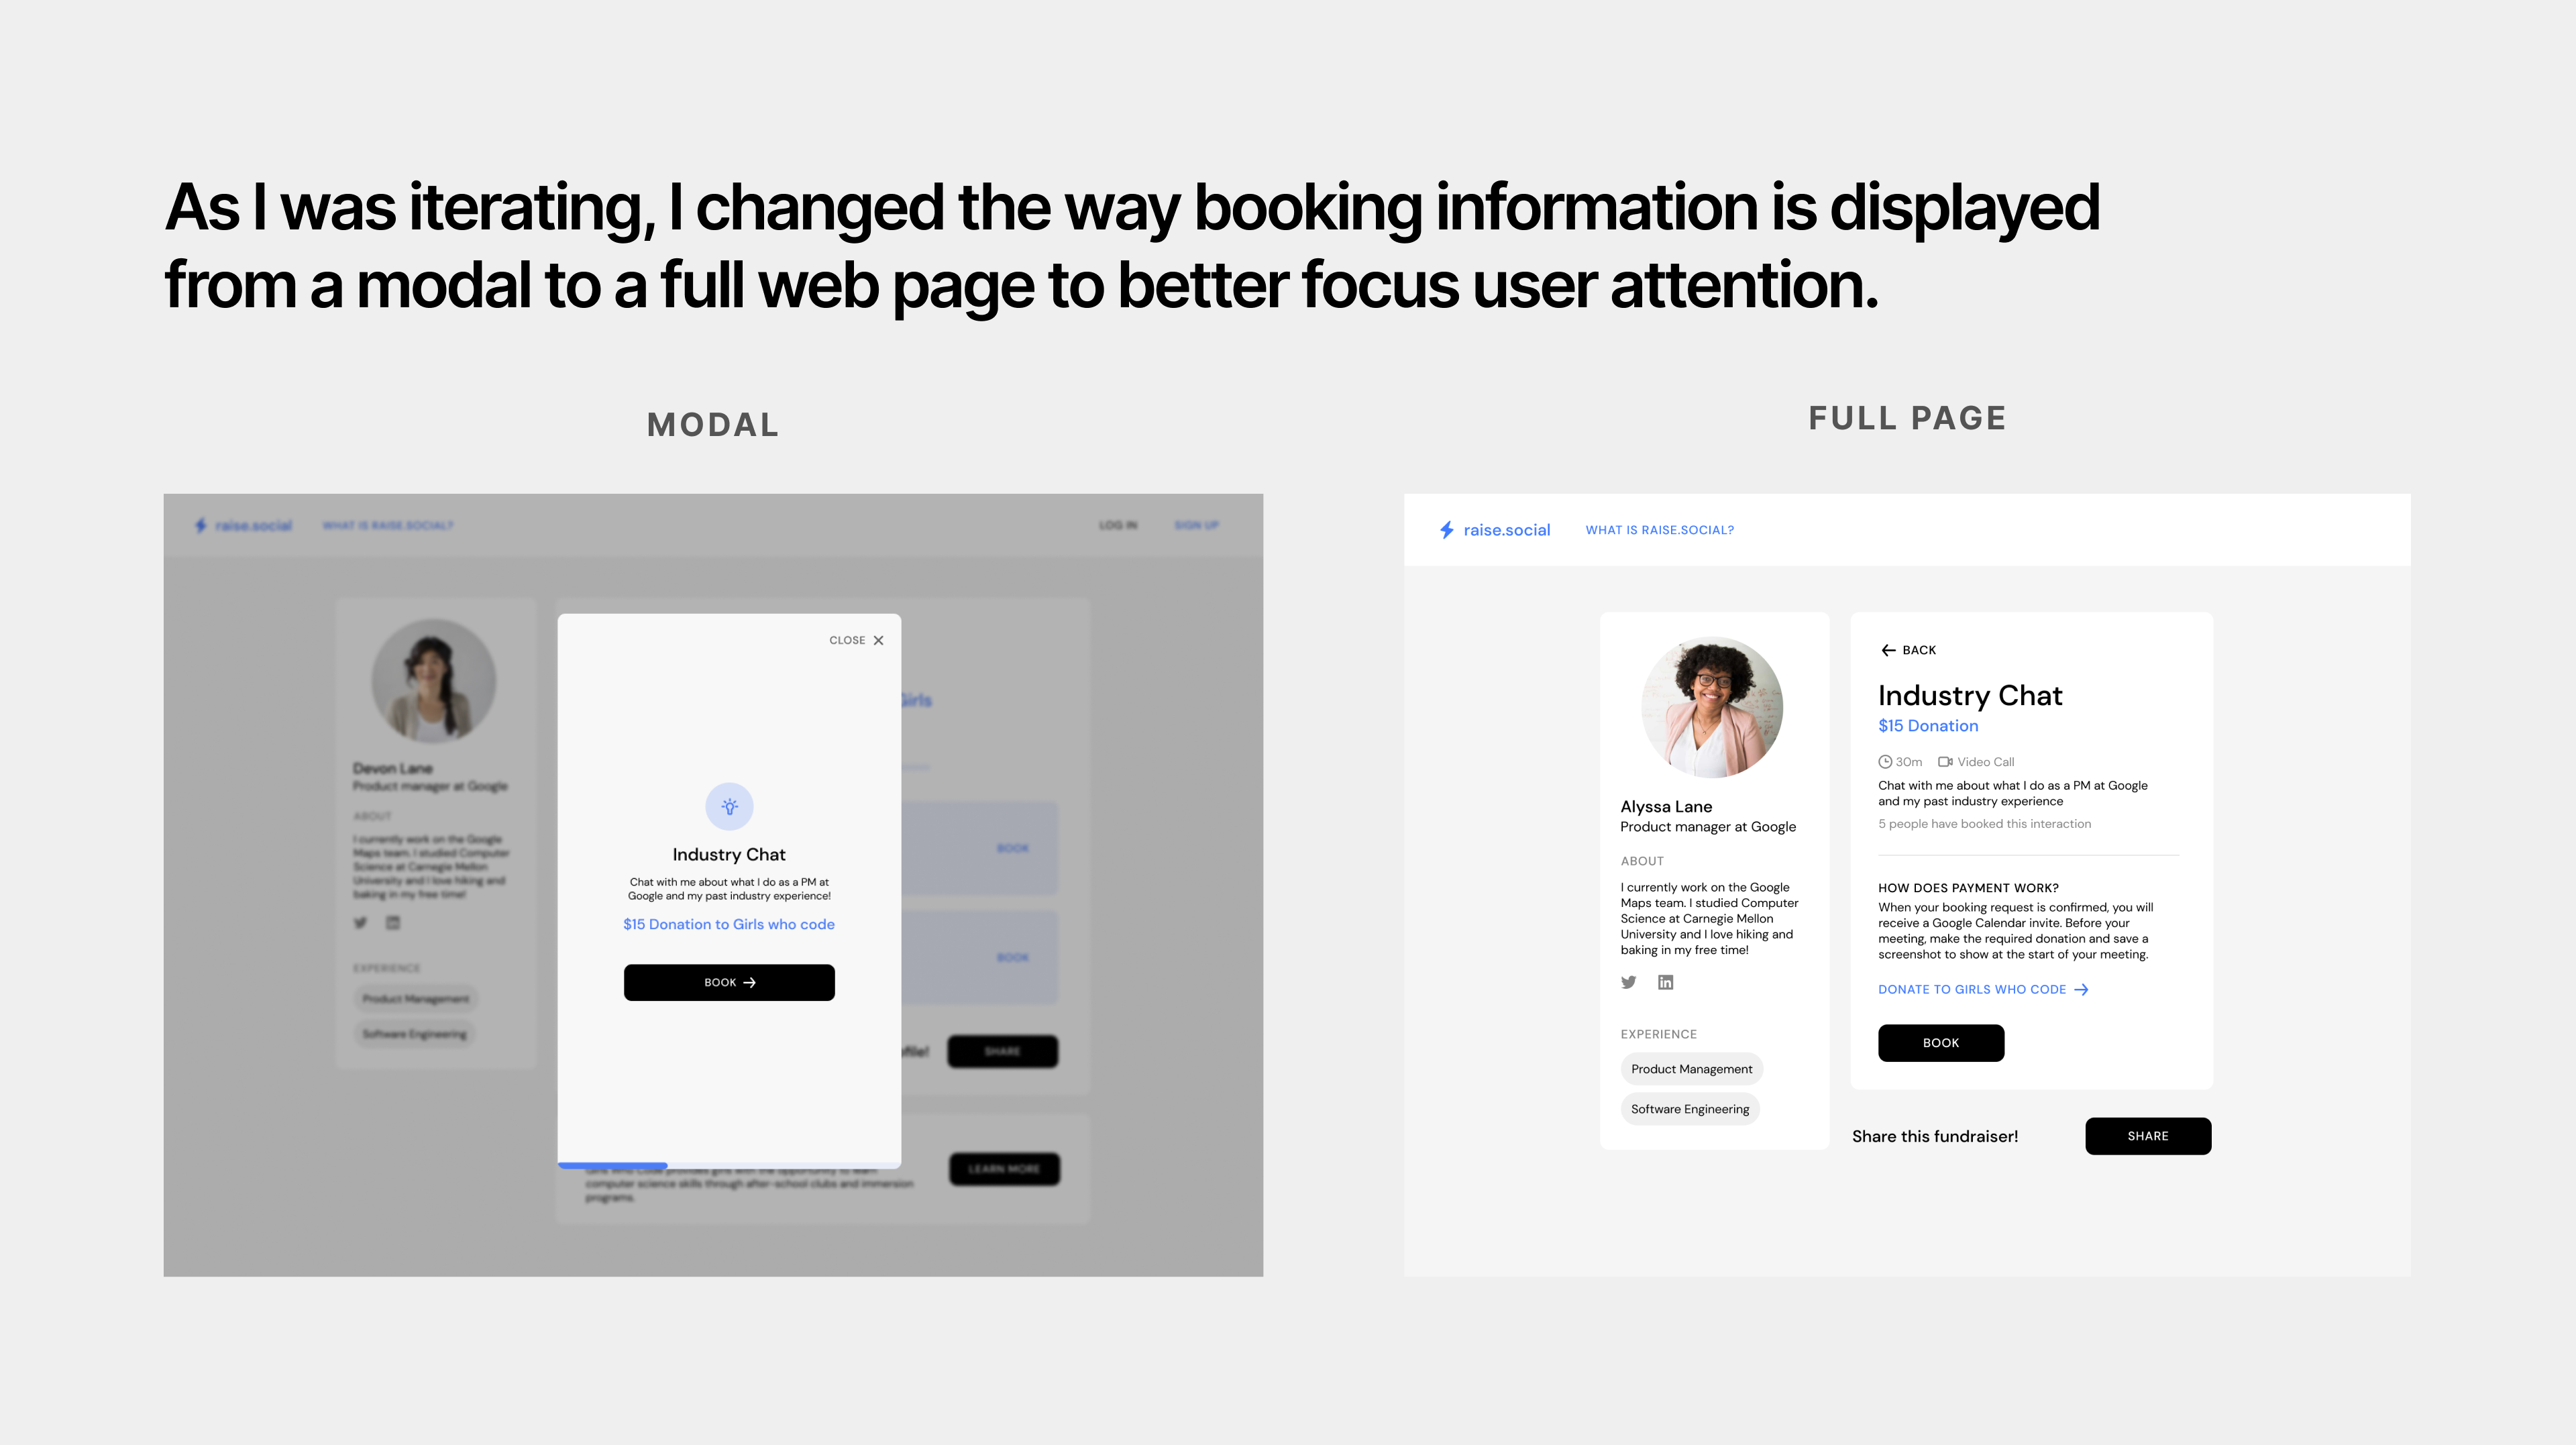 As I was iterating, I changed the way booking information is displayed
from a modal to a full web page to better focus user attention.
MODAL
raise.social
WHAT IS RAISE.SOCIAL?
LOG IN
SIGN UP
Devon Lane
Product manager at Google
ABOUT
I currently work on the Google
Maps team. I studied Computer
Science at Carnegie Mellon
University and I love hiking and
baking in my free time!
EXPERIENCE
Product Management
Software Engineering
CLOSE
Industry Chat
Chat with me about what I do as a PM at
Google and my past industry experience!
$15 Donation to Girls who code
BOOK
Girls
BOOK
BOOK
SHARE
computer science skills through after-school clubs and immersion
programs.
LEARN MORE
FULL PAGE
raise.social
WHAT IS RAISE.SOCIAL?
Alyssa Lane
Product manager at Google
ABOUT
I currently work on the Google
Maps team. I studied Computer
Science at Carnegie Mellon
University and I love hiking and
baking in my free time!
EXPERIENCE
Product Management
Software Engineering
BACK
Industry Chat
$15 Donation
30m
Video Call
Chat with me about what I do as a PM at Google
and my past industry experience
5 people have booked this interaction
HOW DOES PAYMENT WORK?
When your booking request is confirmed, you will
receive a Google Calendar invite. Before your
meeting, make the required donation and save a
screenshot to show at the start of your meeting.
DONATE TO GIRLS WHO CODE
BOOK
Share this fundraiser!
SHARE